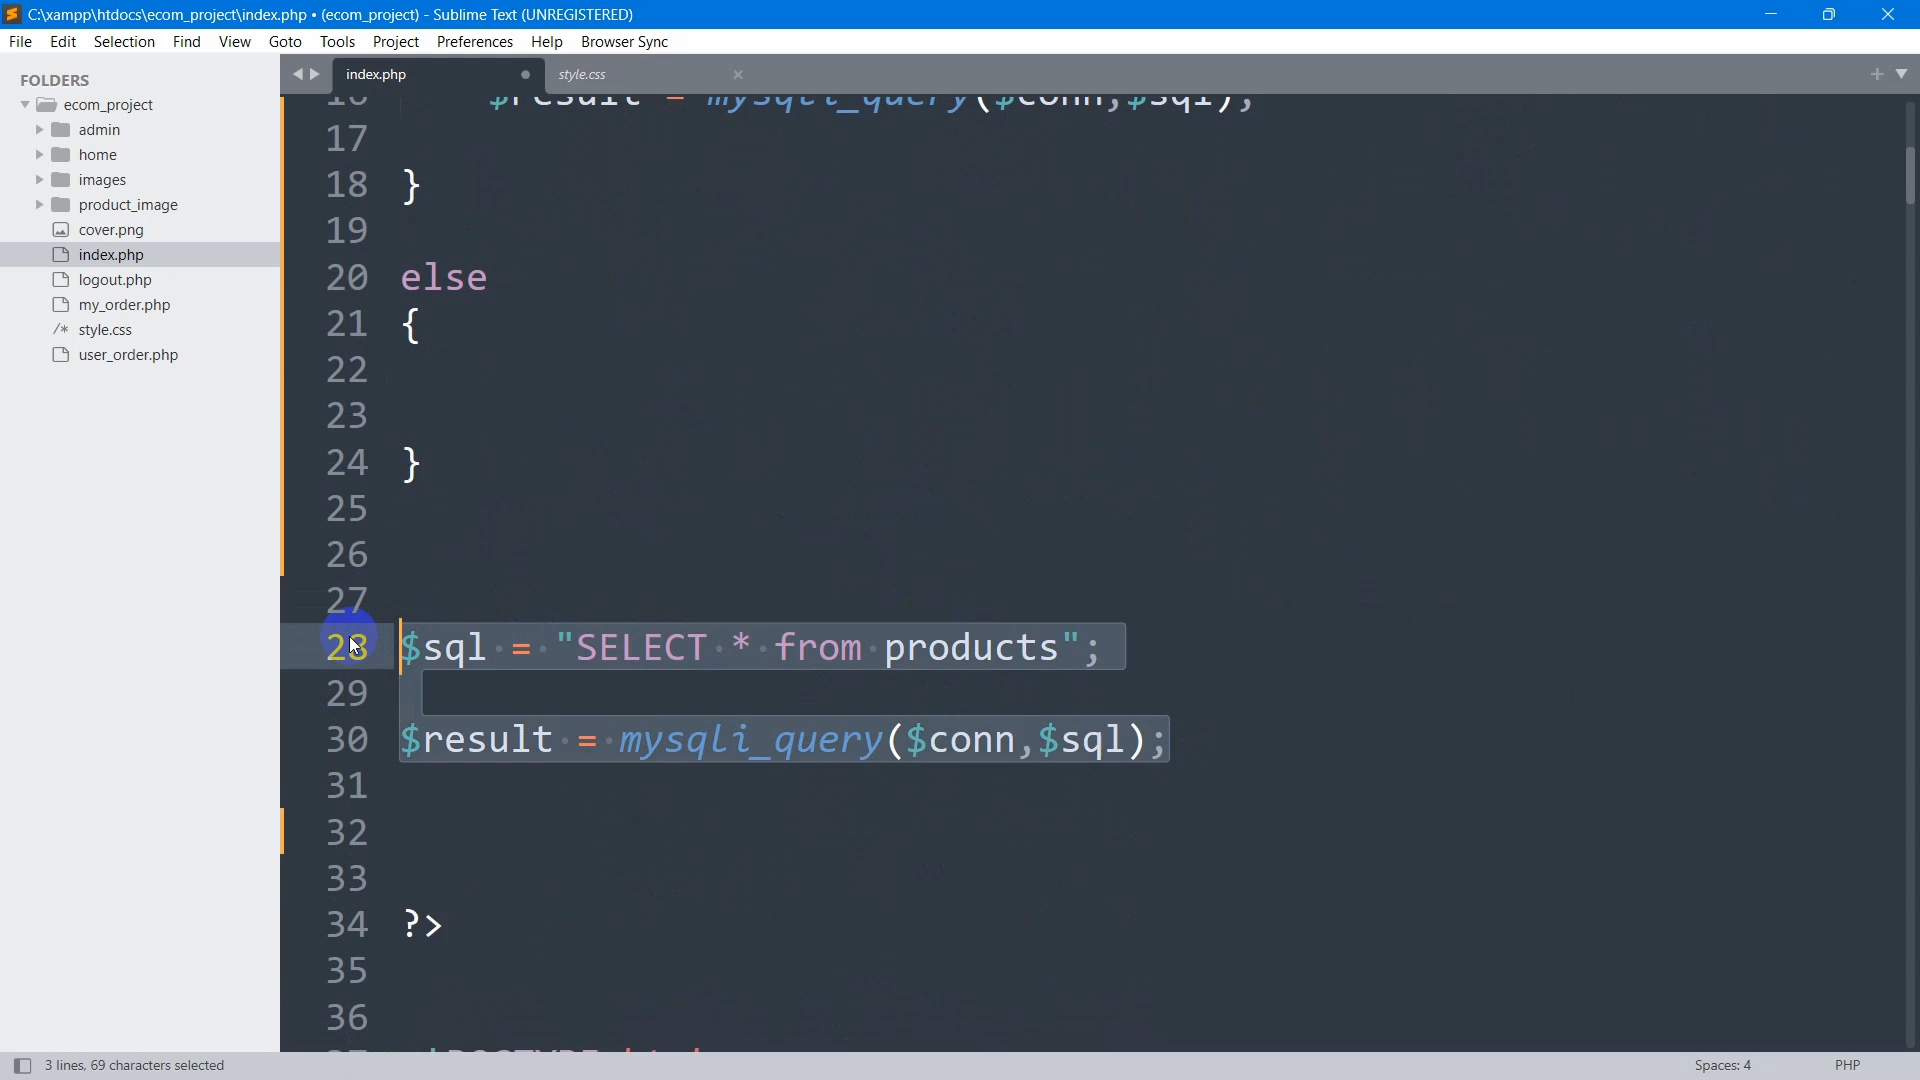 C:\xampp\htdocs\ecom_project\index.php • (ecom_project) - Sublime Text (UNREGISTERED)
File Edit Selection Find View Goto Tools Project Preferences Help Browser Sync
FOLDERS
ecom_project
admin
home
images
product_image
cover.png
index.php
logout.php
my_order.php
/* style.css
user_order.php
index.php
style.css
16 $result = mysqli_query($conn,$sql);
17
18 }
19
20 else
21 {
22
23
24 }
25
26
27
28 $sql = "SELECT * from products";
29
30 $result = mysqli_query($conn,$sql);
31
32
33
34 ?>
35
36
3 lines, 69 characters selected
Spaces: 4
PHP